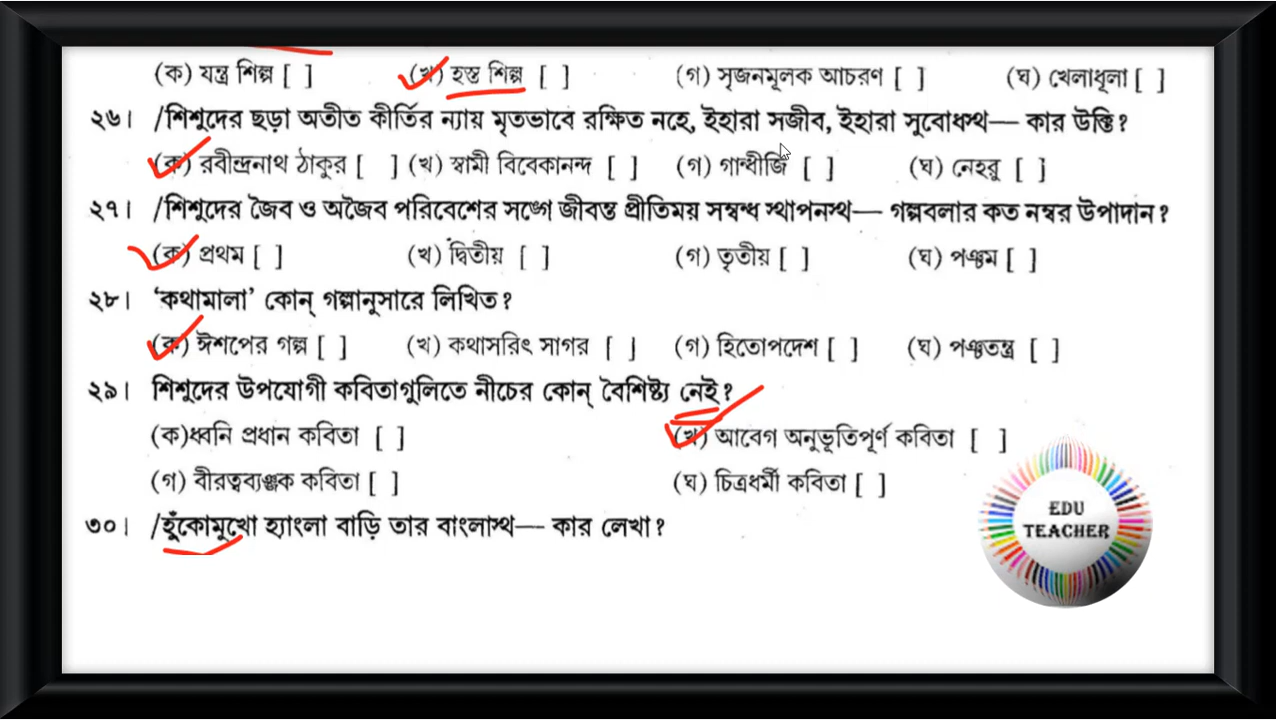 (ক) যন্ত্র শিল্প [ ] (খ) হস্ত শিল্প [ ] (গ) সৃজনমূলক আচরণ [ ] (ঘ) খেলাধূলা [ ]
২৬। /শিশুদের ছড়া অতীত কীর্তির ন্যায় মৃতভাবে রক্ষিত নহে, ইহারা সজীব, ইহারা সুবোধ্থ— কার উক্তি?
(ক) রবীন্দ্রনাথ ঠাকুর [ ] (খ) স্বামী বিবেকানন্দ [ ] (গ) গান্ধীজি [ ] (ঘ) নেহরু [ ]
২৭। /শিশুদের জৈব ও অজৈব পরিবেশের সঙ্গে জীবন্ত প্রীতিময় সম্বন্ধ স্থাপনস্থ— গল্পবলার কত নম্বর উপাদান?
(ক) প্রথম [ ] (খ) দ্বিতীয় [ ] (গ) তৃতীয় [ ] (ঘ) পঞ্চম [ ]
২৮। ‘কথামালা’ কোন্ গল্পানুসারে লিখিত?
(ক) ঈশপের গল্প [ ] (খ) কথাসরিৎ সাগর [ ] (গ) হিতোপদেশ [ ] (ঘ) পঞ্চতন্ত্র [ ]
২৯। শিশুদের উপযোগী কবিতাগুলিতে নীচের কোন্ বৈশিষ্ট্য নেই?
(ক)ধ্বনি প্রধান কবিতা [ ] (খ) আবেগ অনুভূতিপূর্ণ কবিতা [ ]
(গ) বীরত্বব্যঞ্জক কবিতা [ ] (ঘ) চিত্রধর্মী কবিতা [ ]
৩০। /হুঁকোমুখো হ্যাংলা বাড়ি তার বাংলাস্থ— কার লেখা?
EDU
TEACHER